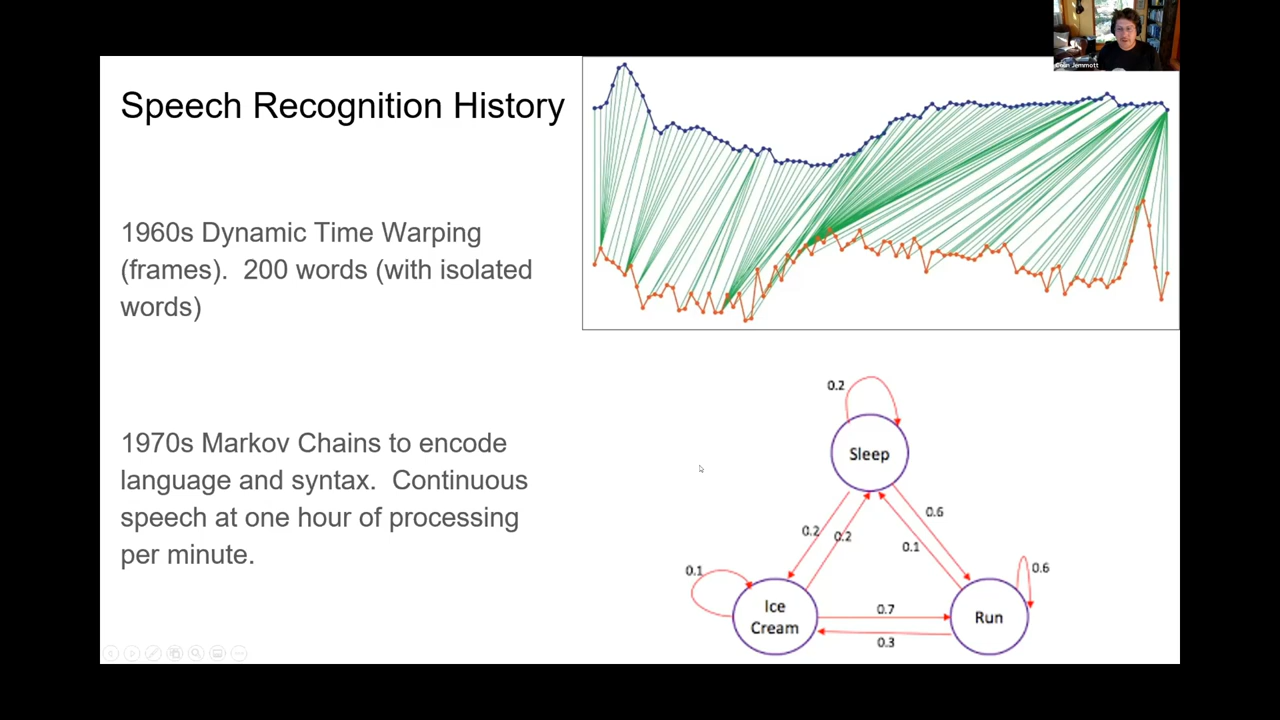 Speech Recognition History
1960s Dynamic Time Warping
(frames).  200 words (with isolated
words)
1970s Markov Chains to encode
language and syntax.  Continuous
speech at one hour of processing
per minute.
Colin Jemmott
0.2
Sleep
0.2
0.2
0.6
0.1
0.1
0.6
Ice
Cream
0.7
0.3
Run